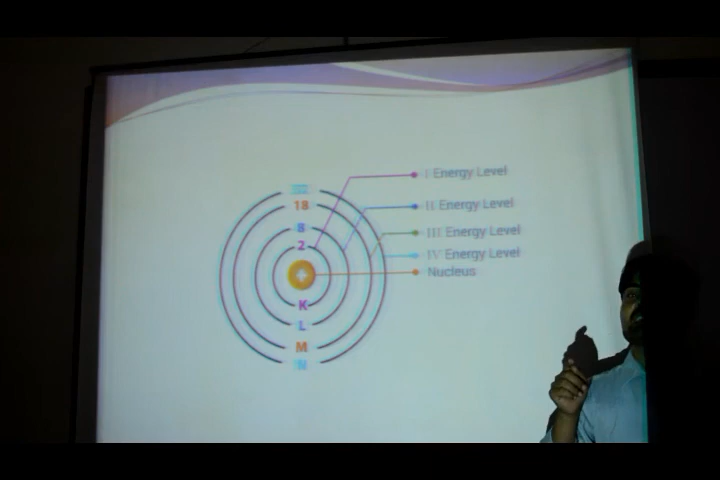 18
8
2
+
K
L
M
N
I Energy Level
II Energy Level
III Energy Level
IV Energy Level
Nucleus